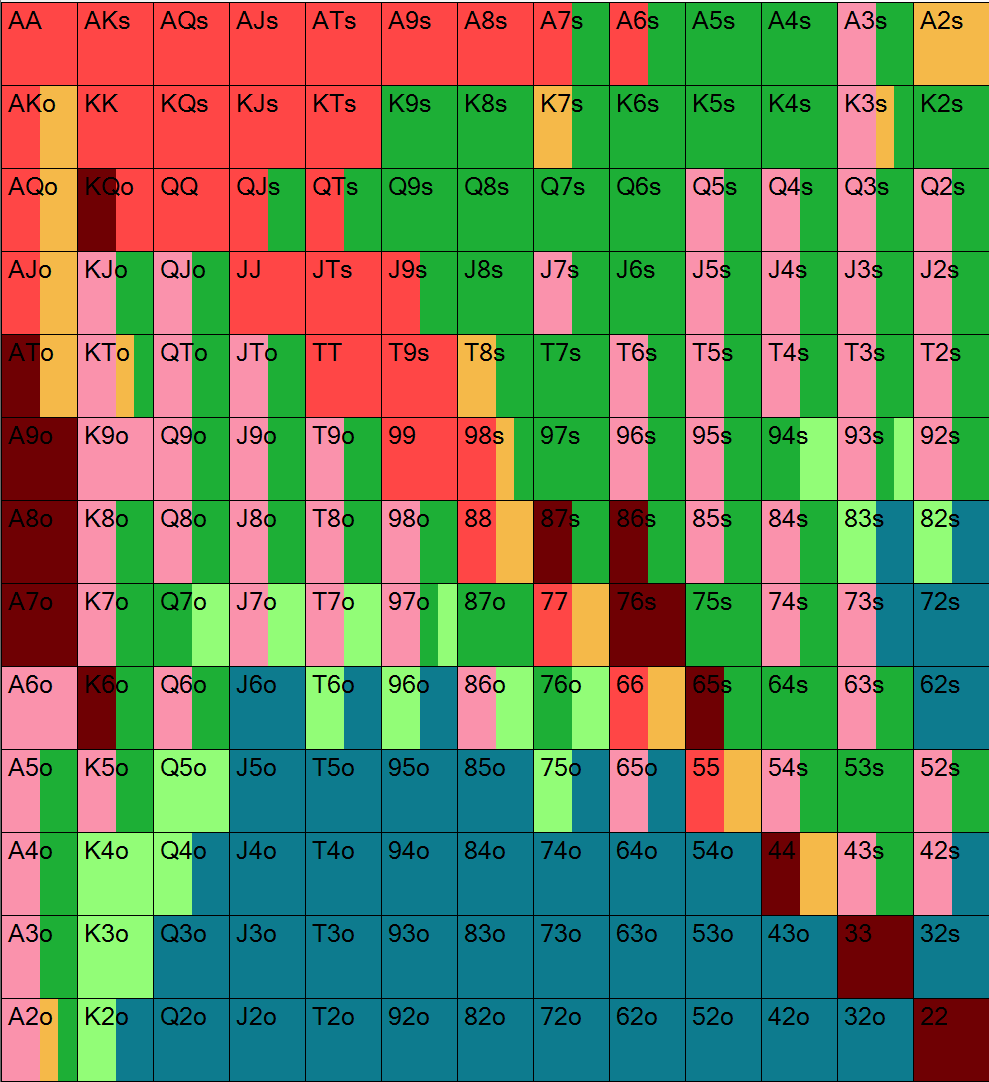 AA AKs AQs AJs ATs A9s A8s A7s A6s A5s A4s A3s A2s
AKo KK KQs KJs KTs K9s K8s K7s K6s K5s K4s K3s K2s
AQo KQo QQ QJs QTs Q9s Q8s Q7s Q6s Q5s Q4s Q3s Q2s
AJo KJo QJo JJ JTs J9s J8s J7s J6s J5s J4s J3s J2s
ATo KTo QTo JTo TT T9s T8s T7s T6s T5s T4s T3s T2s
A9o K9o Q9o J9o T9o 99 98s 97s 96s 95s 94s 93s 92s
A8o K8o Q8o J8o T8o 98o 88 87s 86s 85s 84s 83s 82s
A7o K7o Q7o J7o T7o 97o 87o 77 76s 75s 74s 73s 72s
A6o K6o Q6o J6o T6o 96o 86o 76o 66 65s 64s 63s 62s
A5o K5o Q5o J5o T5o 95o 85o 75o 65o 55 54s 53s 52s
A4o K4o Q4o J4o T4o 94o 84o 74o 64o 54o 44 43s 42s
A3o K3o Q3o J3o T3o 93o 83o 73o 63o 53o 43o 33 32s
A2o K2o Q2o J2o T2o 92o 82o 72o 62o 52o 42o 32o 22